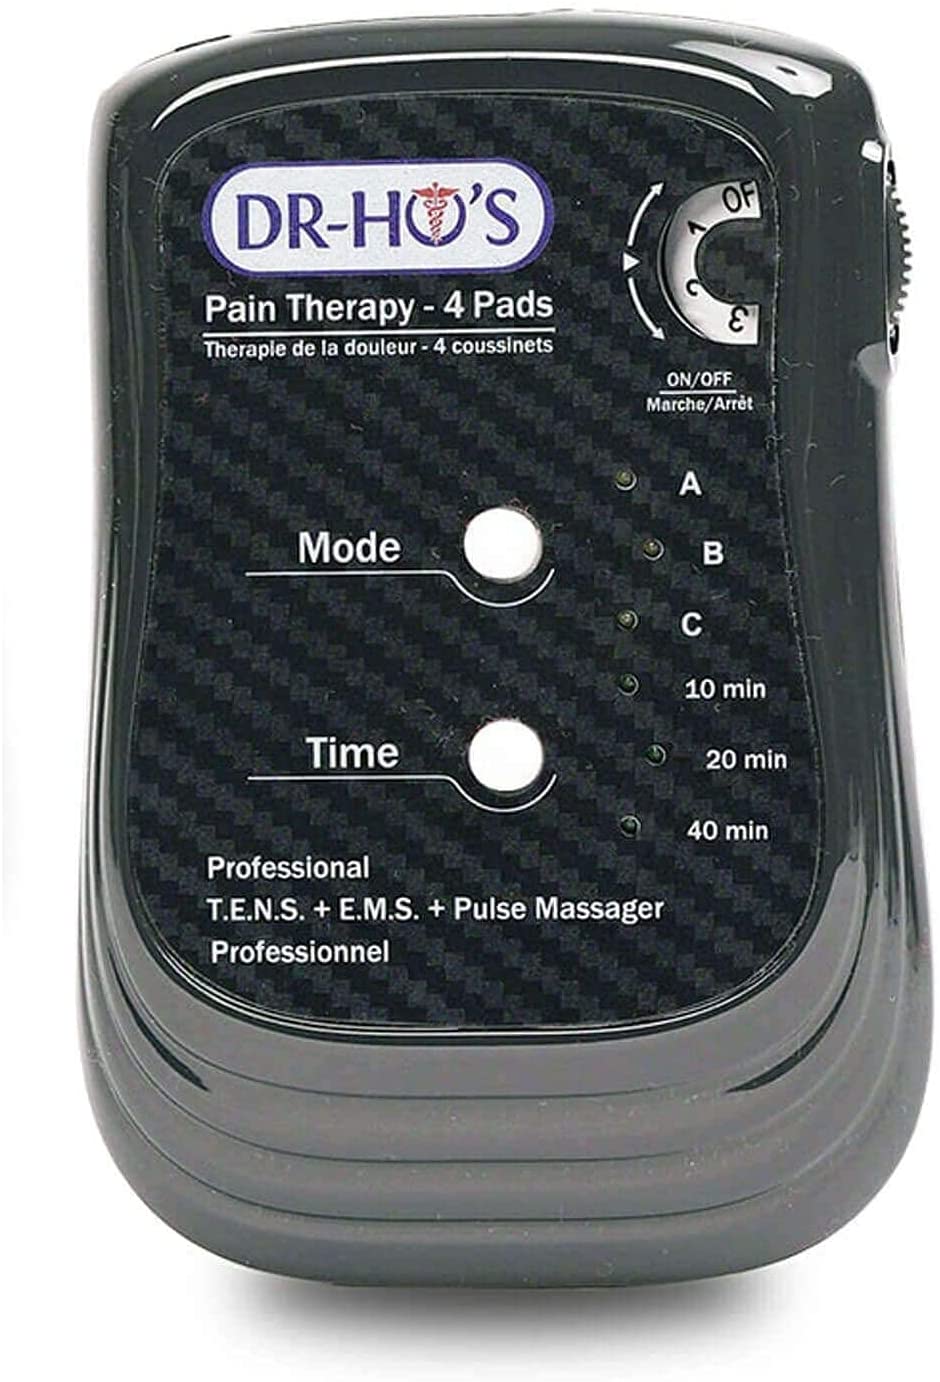 DR-HO'S
Pain Therapy - 4 Pads
Therapie de la douleur - 4 coussinets
OF
1
2
3
ON/OFF
Marche/Arrêt
A
Mode
B
C
10 min
Time
20 min
40 min
Professional
T.E.N.S. + E.M.S. + Pulse Massager
Professionnel